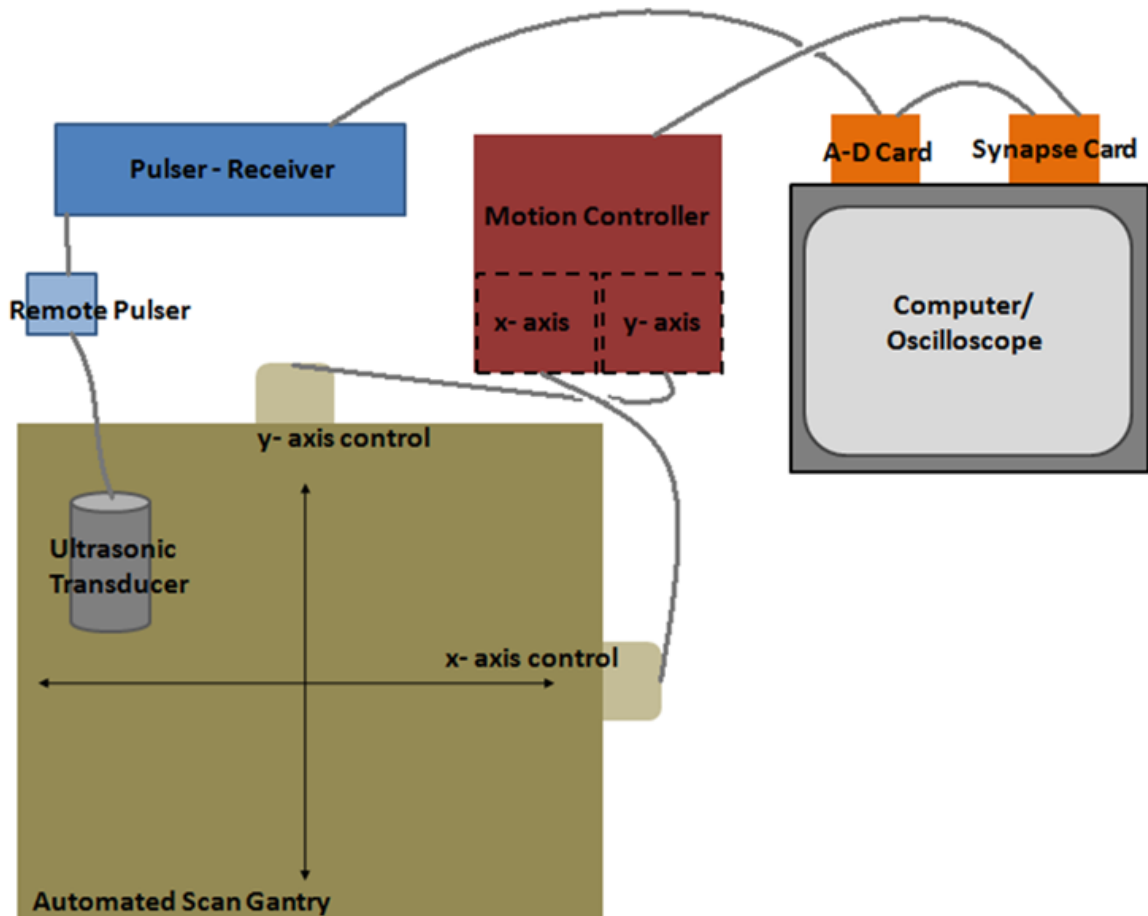 Pulser - Receiver
A-D Card
Synapse Card
Motion Controller
Remote Pulser
x- axis
y- axis
Computer/
Oscilloscope
y- axis control
Ultrasonic
Transducer
x- axis control
Automated Scan Gantry